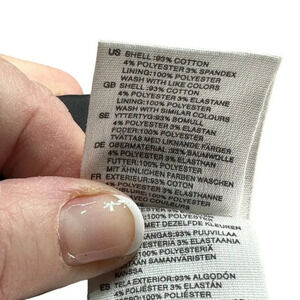 US SHELL:93% COTTON
4% POLYESTER 3% SPANDEX
LINING:100% POLYESTER
WASH WITH LIKE COLORS
GB SHELL:93% COTTON
4% POLYESTER 3% ELASTANE
LINING:100% POLYESTER
WASH WITH SIMILAR COLOURS
SE YTTERTYG:93% BOMULL
4% POLYESTER 3% ELASTAN
FODER:100% POLYESTER
TVÄTTAS MED LIKNANDE FÄRGER
DE OBERMATERIAL:93% BAUMWOLLE
4% POLYESTER 3% ELASTHAN
FUTTER:100% POLYESTER
MIT ÄHNLICHEN FARBEN WASCHEN
FR EXTERIEUR:93% COTON
4% POLYESTER 3% ELASTHANNE
100% POLYESTER
COULEURS
100% POLYESTER
MET DEZELFDE KLEUREN
KANGAS:93% PUUVILLAA
POLYESTERIA 3% ELASTAANIA
100% POLYESTERIA
SAMANVÄRISTEN
KANSSA
ES TELA EXTERIOR:93% ALGODÓN
4% POLIÉSTER 3% ELASTANO
100% POLIÉSTER